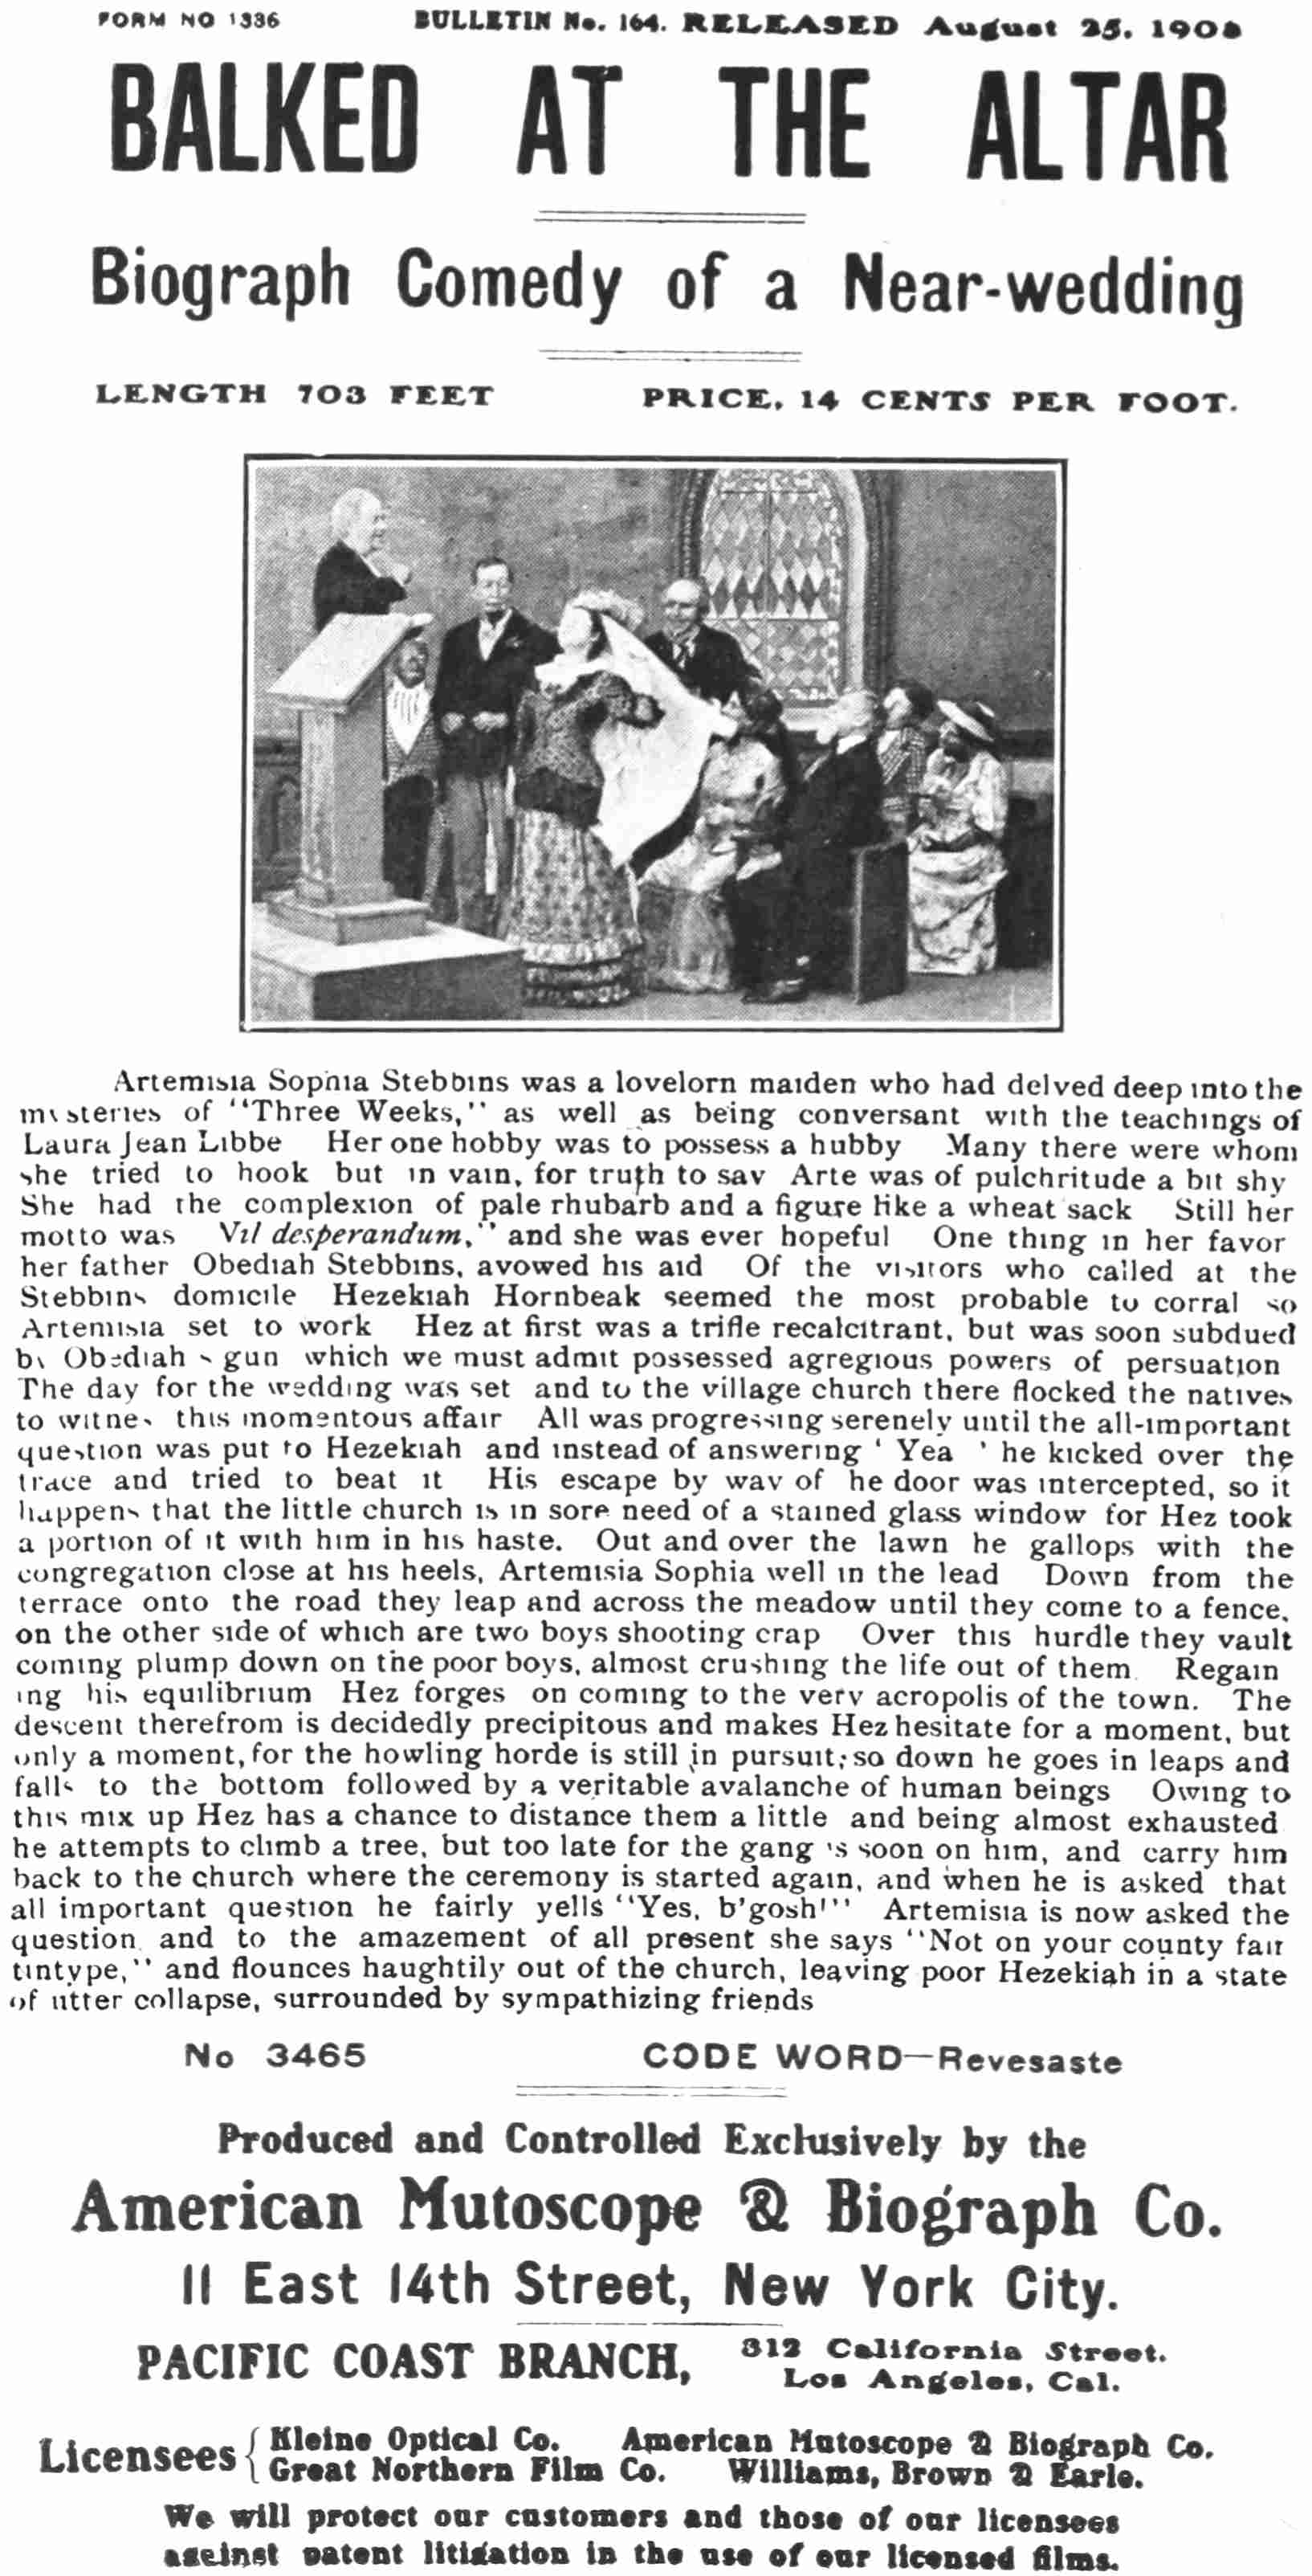 FORM NO 1336 BULLETIN No. 164. RELEASED August 25, 1908
BALKED AT THE ALTAR
Biograph Comedy of a Near-wedding
LENGTH 703 FEET PRICE, 14 CENTS PER FOOT.
Artemisia Sophia Stebbins was a lovelorn maiden who had delved deep into the
mysteries of "Three Weeks," as well as being conversant with the teachings of
Laura Jean Libbe Her one hobby was to possess a hubby Many there were whom
she tried to hook but in vain, for truth to say Arte was of pulchritude a bit shy
She had the complexion of pale rhubarb and a figure like a wheat sack Still her
motto was Nil desperandum," and she was ever hopeful One thing in her favor
her father Obediah Stebbins, avowed his aid Of the visitors who called at the
Stebbins domicile Hezekiah Hornbeak seemed the most probable to corral so
Artemisia set to work Hez at first was a trifle recalcitrant, but was soon subdued
by Obediah s gun which we must admit possessed agregious powers of persuation
The day for the wedding was set and to the village church there flocked the natives
to witness this momentous affair All was progressing serenely until the all-important
question was put to Hezekiah and instead of answering ' Yea ' he kicked over the
trace and tried to beat it His escape by way of he door was intercepted, so it
happens that the little church is in sore need of a stained glass window for Hez took
a portion of it with him in his haste. Out and over the lawn he gallops with the
congregation close at his heels, Artemisia Sophia well in the lead Down from the
terrace onto the road they leap and across the meadow until they come to a fence,
on the other side of which are two boys shooting crap Over this hurdle they vault
coming plump down on the poor boys, almost crushing the life out of them. Regain
ing his equilibrium Hez forges on coming to the very acropolis of the town. The
descent therefrom is decidedly precipitous and makes Hez hesitate for a moment, but
only a moment, for the howling horde is still in pursuit; so down he goes in leaps and
falls to the bottom followed by a veritable avalanche of human beings Owing to
this mix up Hez has a chance to distance them a little and being almost exhausted
he attempts to climb a tree, but too late for the gang is soon on him, and carry him
back to the church where the ceremony is started again, and when he is asked that
all important question he fairly yells "Yes, b'gosh!" Artemisia is now asked the
question and to the amazement of all present she says "Not on your county fair
tintype," and flounces haughtily out of the church, leaving poor Hezekiah in a state
of utter collapse, surrounded by sympathizing friends
No 3465 CODE WORD—Revesaste
Produced and Controlled Exclusively by the
American Mutoscope & Biograph Co.
11 East 14th Street, New York City.
PACIFIC COAST BRANCH, 312 California Street.
Los Angeles, Cal.
Licensees { Kleine Optical Co. American Mutoscope & Biograph Co.
Great Northern Film Co. Williams, Brown & Earle.
We will protect our customers and those of our licensees
against patent litigation in the use of our licensed films.